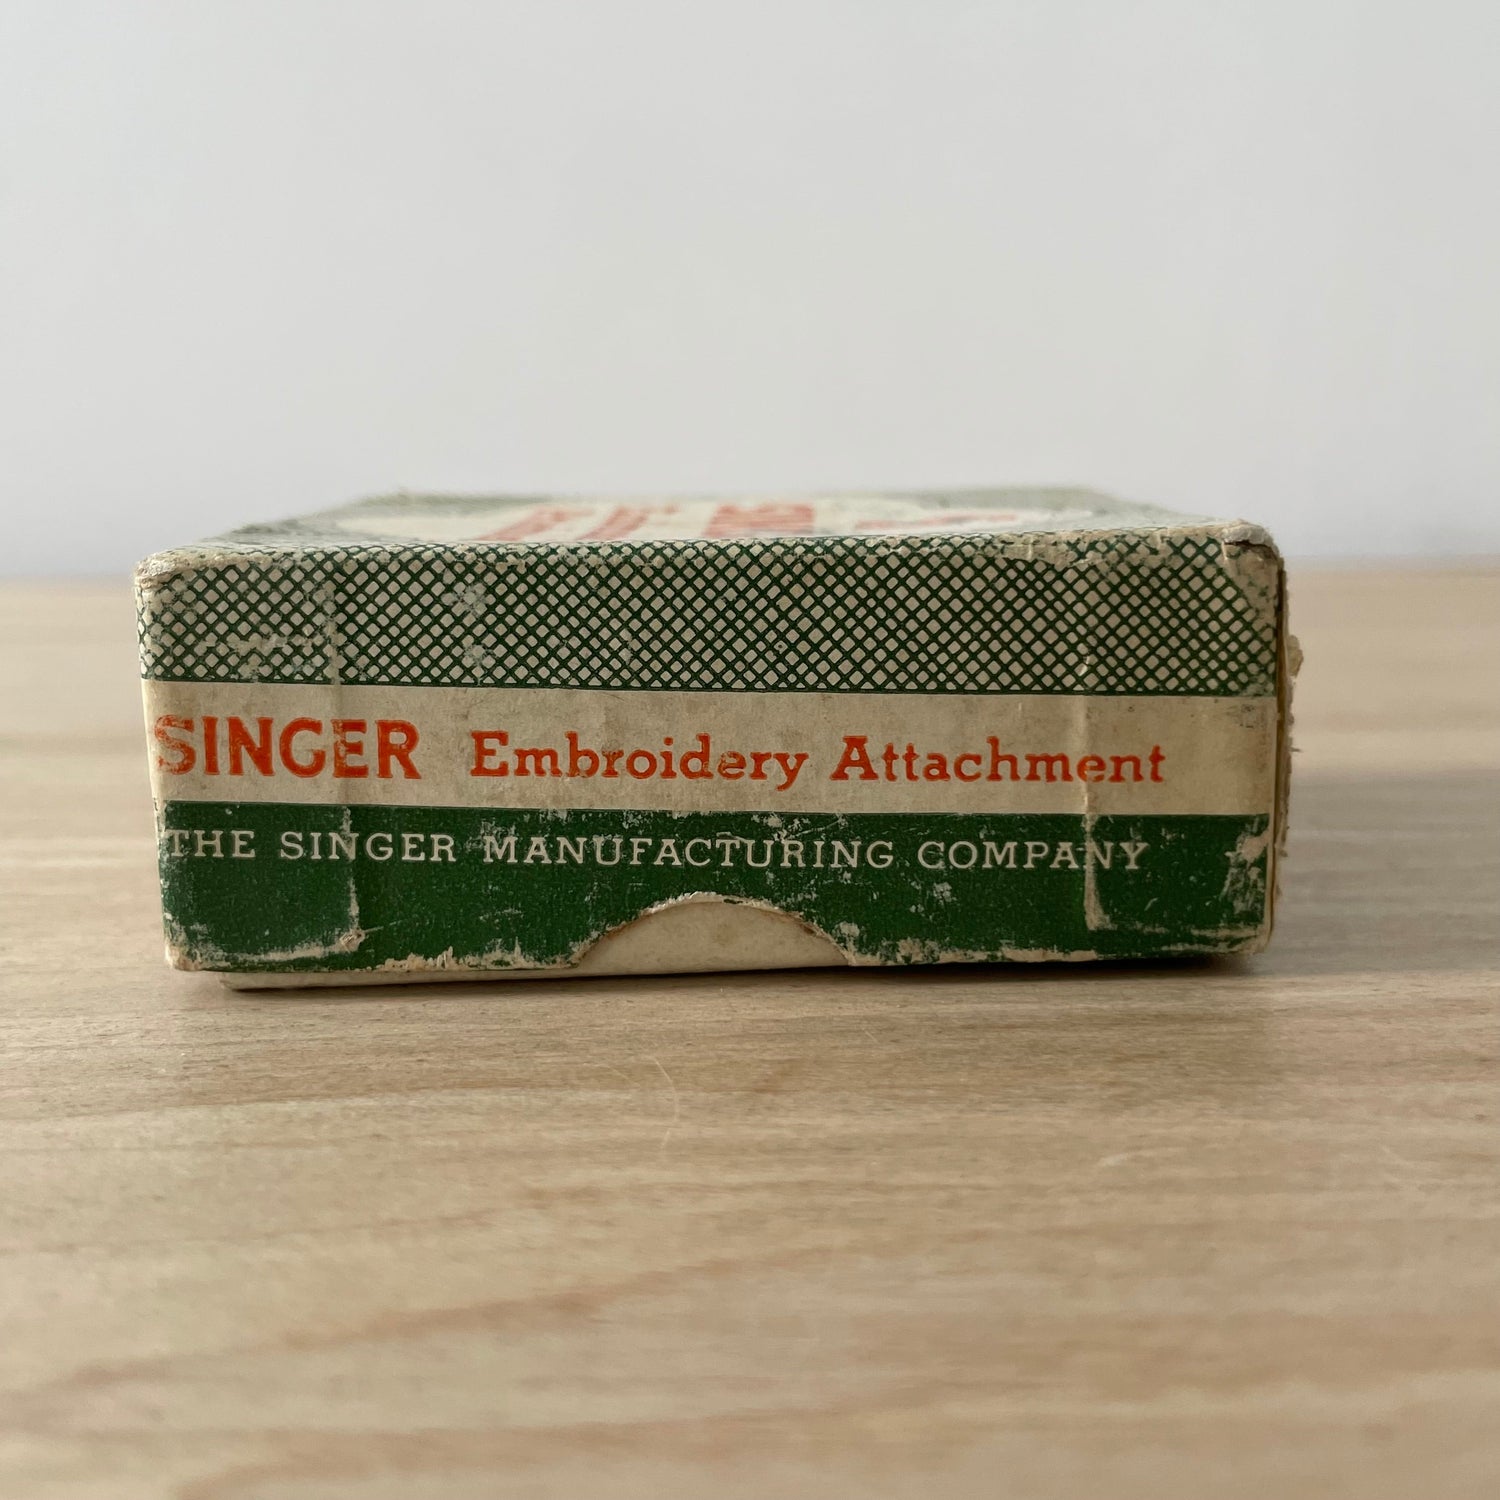 SINGER Embroidery Attachment
THE SINGER MANUFACTURING COMPANY